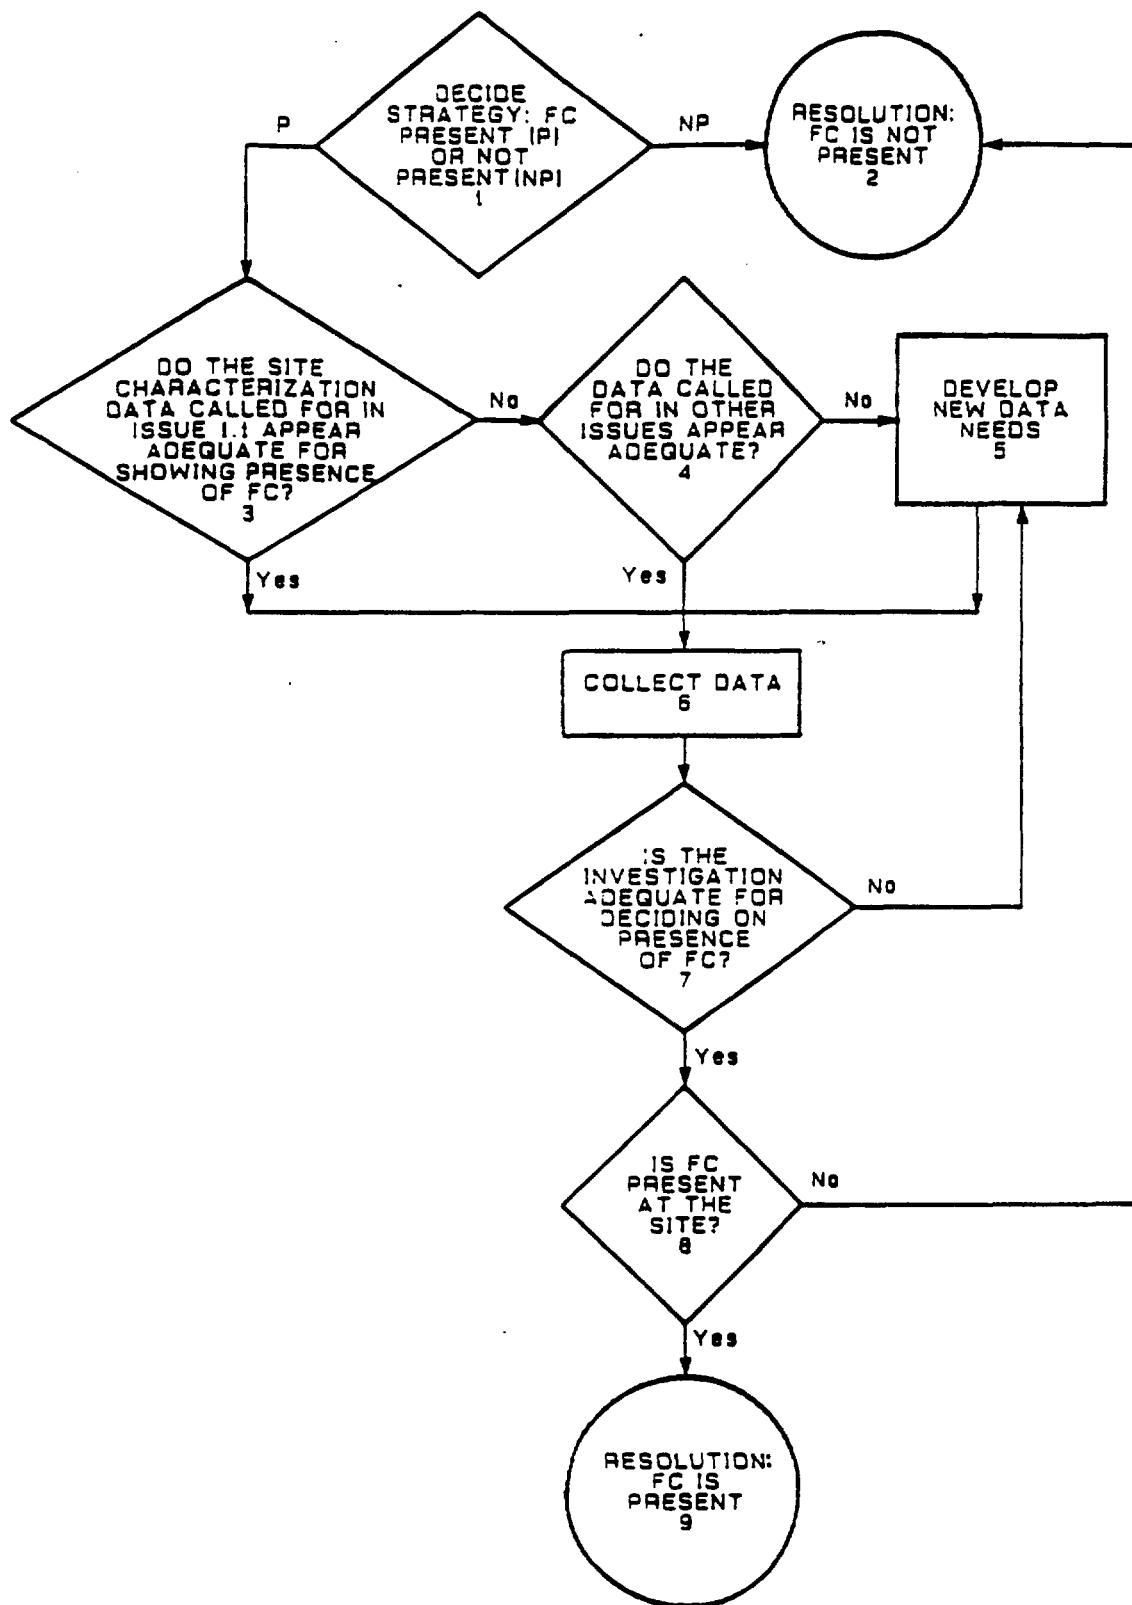 DECIDE
STRATEGY: FC
PRESENT (P)
OR NOT
PRESENT (NP)
1
P
NP
RESOLUTION:
FC IS NOT
PRESENT
2
DO THE SITE
CHARACTERIZATION
DATA CALLED FOR IN
ISSUE 1.1 APPEAR
ADEQUATE FOR
SHOWING PRESENCE
OF FC?
3
No
DO THE
DATA CALLED
FOR IN OTHER
ISSUES APPEAR
ADEQUATE?
4
No
DEVELOP
NEW DATA
NEEDS
5
Yes
Yes
COLLECT DATA
6
IS THE
INVESTIGATION
ADEQUATE FOR
DECIDING ON
PRESENCE
OF FC?
7
No
Yes
IS FC
PRESENT
AT THE
SITE?
8
No
Yes
RESOLUTION:
FC IS
PRESENT
9